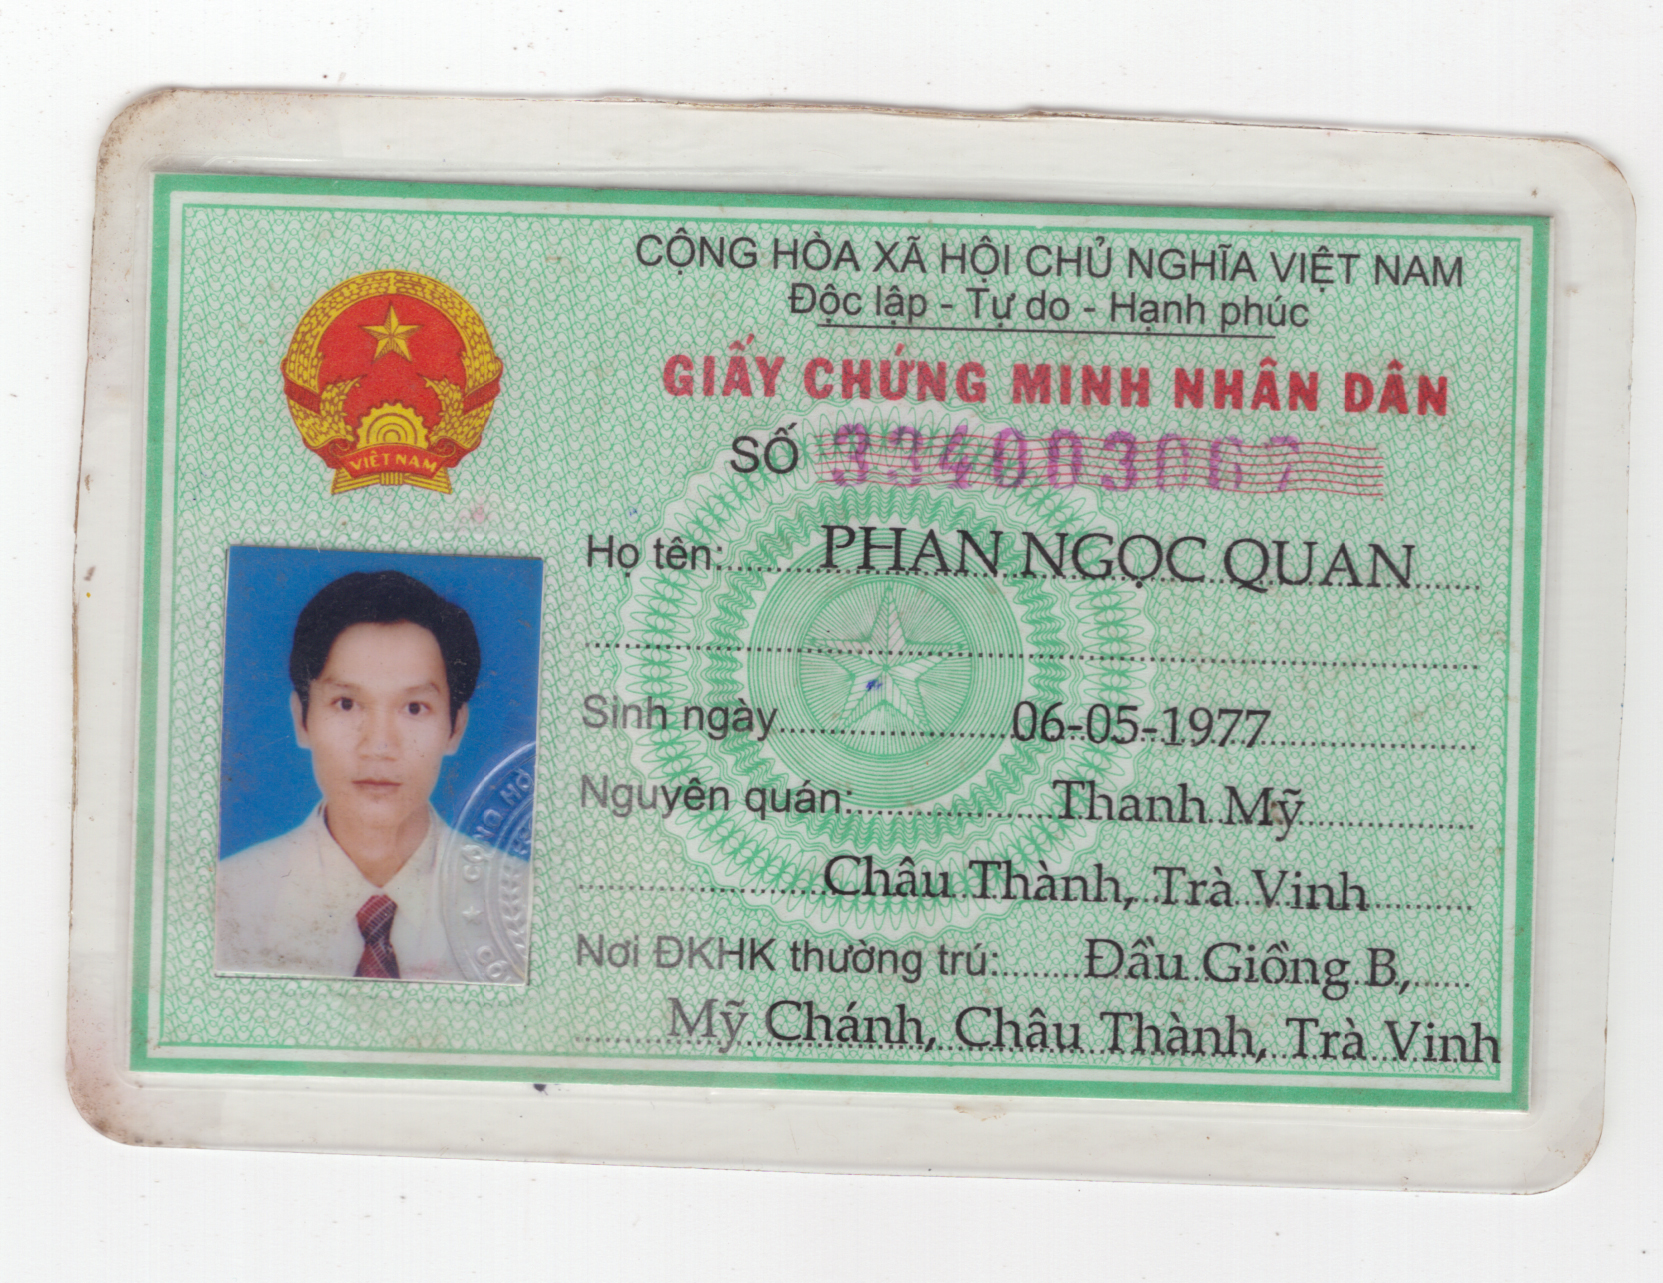 CỘNG HÒA XÃ HỘI CHỦ NGHĨA VIỆT NAM
Độc lập - Tự do - Hạnh phúc
GIẤY CHỨNG MINH NHÂN DÂN
SỐ 334003067
VIỆT NAM
Họ tên: PHAN NGỌC QUAN
Sinh ngày 06-05-1977
Nguyên quán: Thanh Mỹ
Châu Thành, Trà Vinh
Nơi ĐKHK thường trú: Đầu Giồng B,
Mỹ Chánh, Châu Thành, Trà Vinh